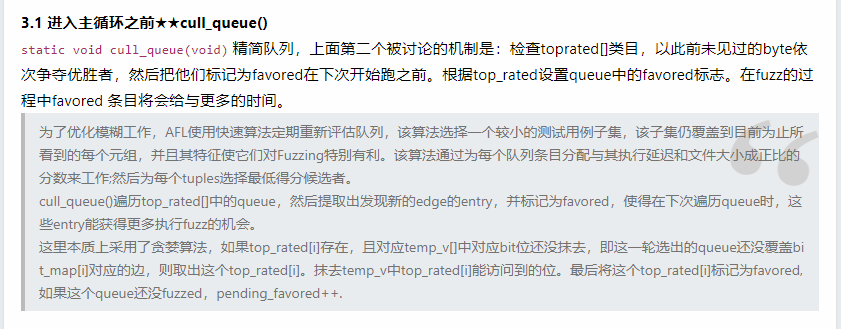 3.1 进入主循环之前★★cull_queue()
static void cull_queue(void) 精简队列，上面第二个被讨论的机制是：检查toprated[]类目，以此前未见过的byte依
次争夺优胜者，然后把他们标记为favored在下次开始跑之前。根据top_rated设置queue中的favored标志。在fuzz的过
程中favored 条目将会给与更多的时间。
为了优化模糊工作，AFL使用快速算法定期重新评估队列，该算法选择一个较小的测试用例子集，该子集仍覆盖到目前为止所
看到的每个元组，并且其特征使它们对Fuzzing特别有利。该算法通过为每个队列条目分配与其执行延迟和文件大小成正比的
分数来工作;然后为每个tuples选择最低得分候选者。
cull_queue()遍历top_rated[]中的queue，然后提取出发现新的edge的entry，并标记为favored，使得在下次遍历queue时，这
些entry能获得更多执行fuzz的机会。
这里本质上采用了贪婪算法，如果top_rated[i]存在，且对应temp_v[]中对应bit位还没抹去，即这一轮选出的queue还没覆盖bi
t_map[i]对应的边，则取出这个top_rated[i]。抹去temp_v中top_rated[i]能访问到的位。最后将这个top_rated[i]标记为favored,
如果这个queue还没fuzzed，pending_favored++.